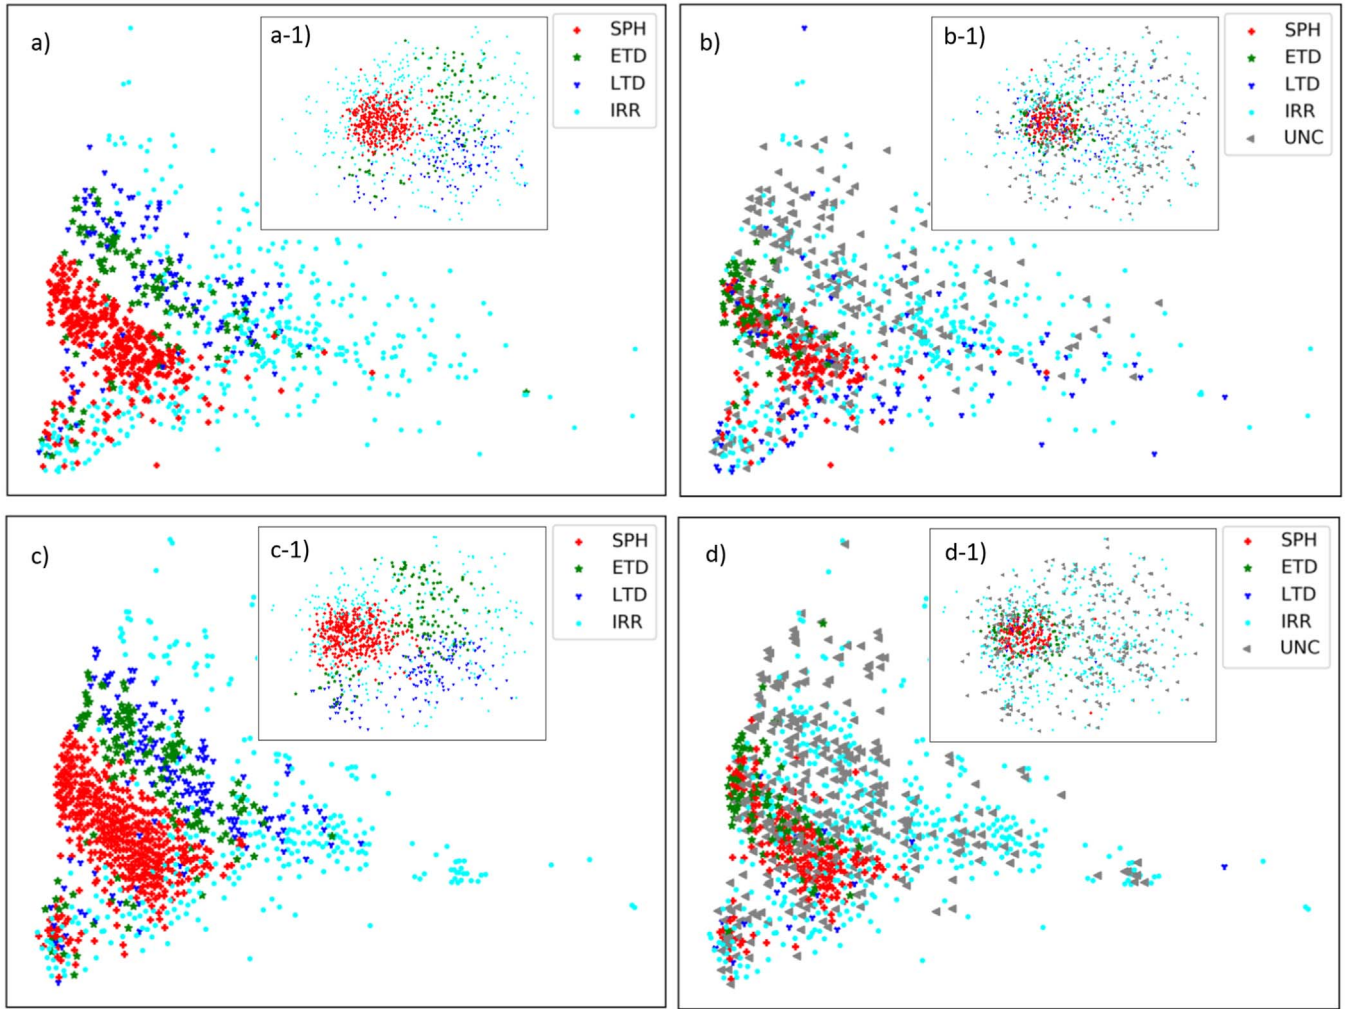 a)
a-1)
SPH
ETD
LTD
IRR
b)
b-1)
SPH
ETD
LTD
IRR
UNC
c)
c-1)
SPH
ETD
LTD
IRR
d)
d-1)
SPH
ETD
LTD
IRR
UNC